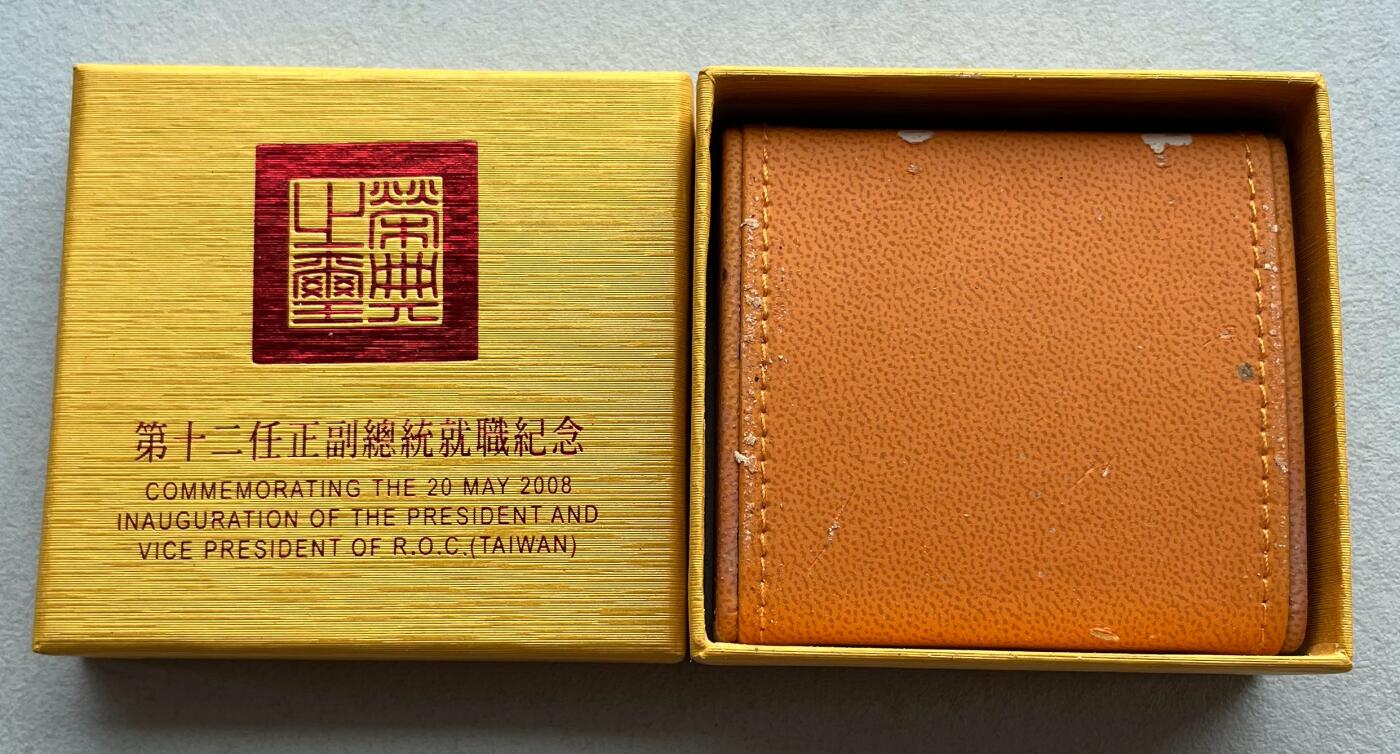 榮典之璽
第十二任正副總統就職紀念
COMMEMORATING THE 20 MAY 2008
INAUGURATION OF THE PRESIDENT AND
VICE PRESIDENT OF R.O.C.(TAIWAN)